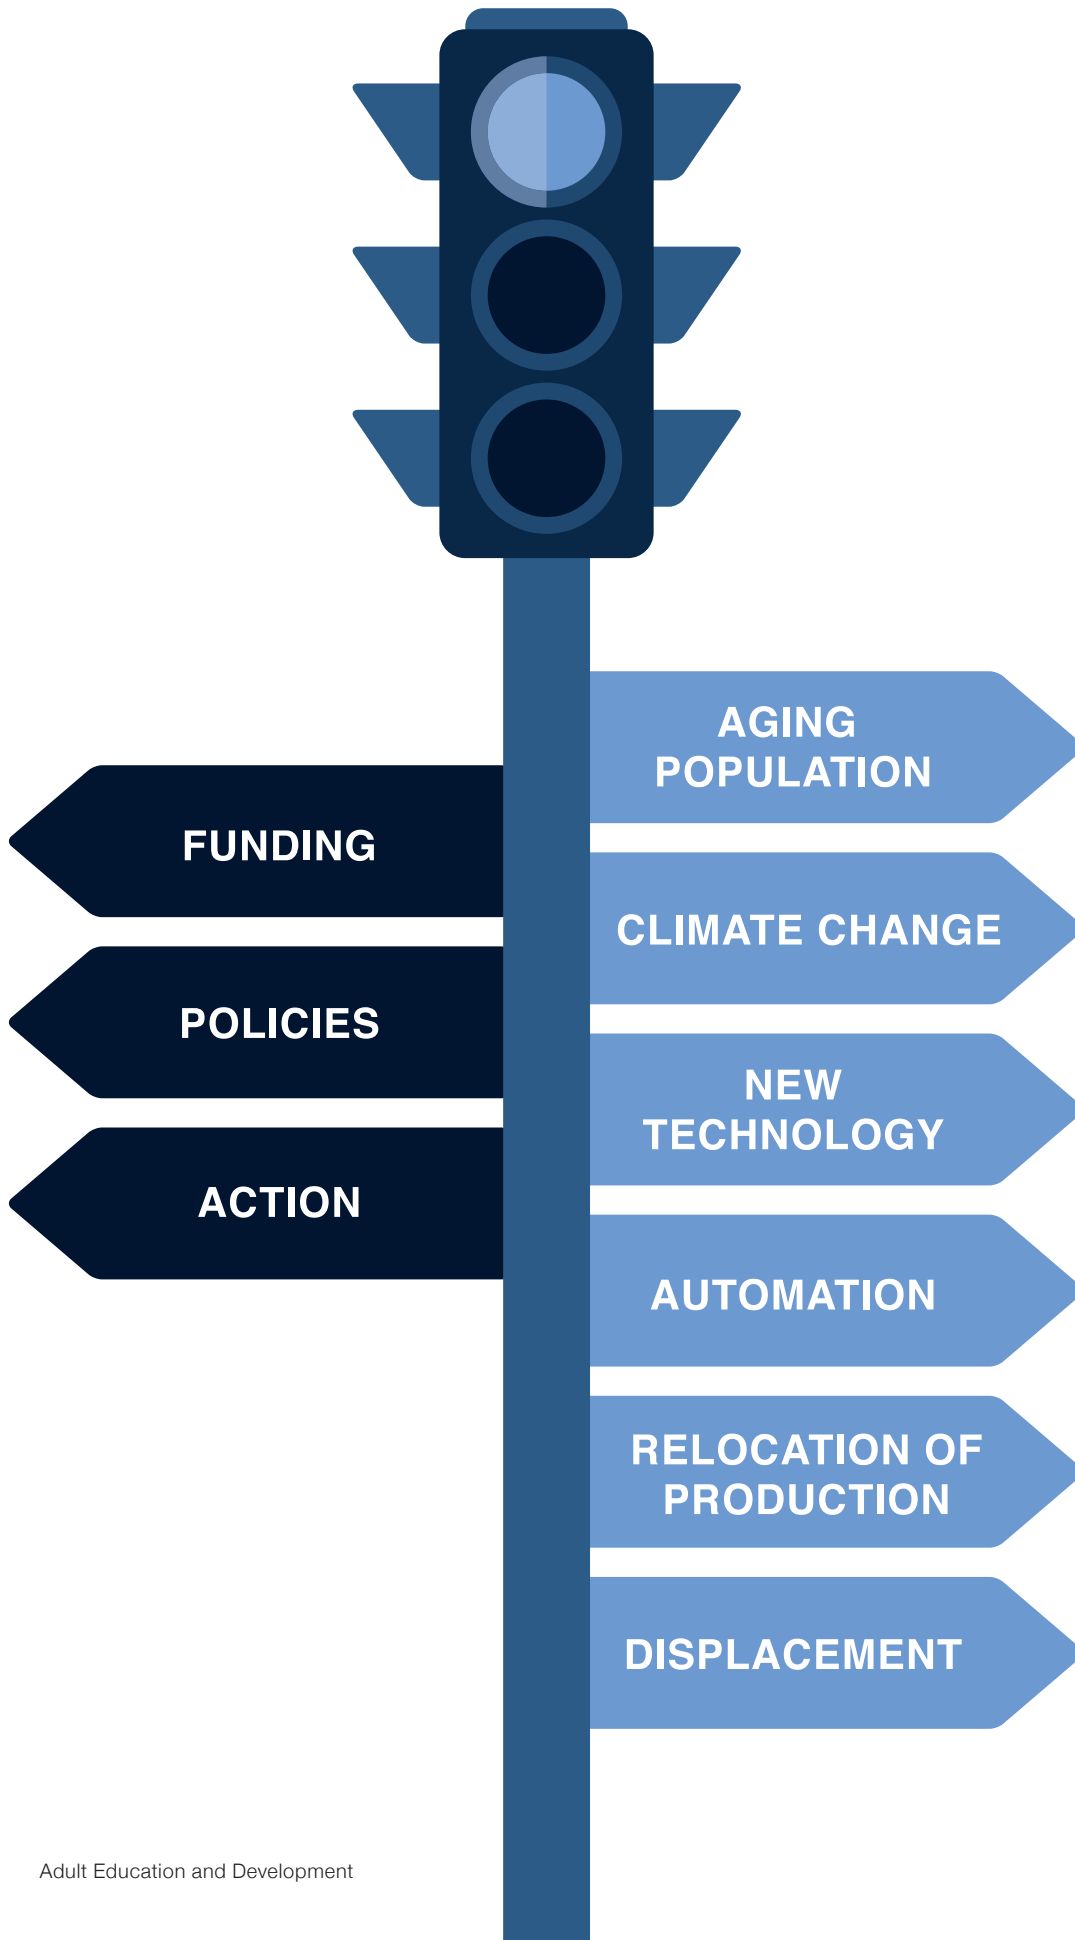 AGING
POPULATION
FUNDING
CLIMATE CHANGE
POLICIES
NEW
TECHNOLOGY
ACTION
AUTOMATION
RELOCATION OF
PRODUCTION
DISPLACEMENT
Adult Education and Development